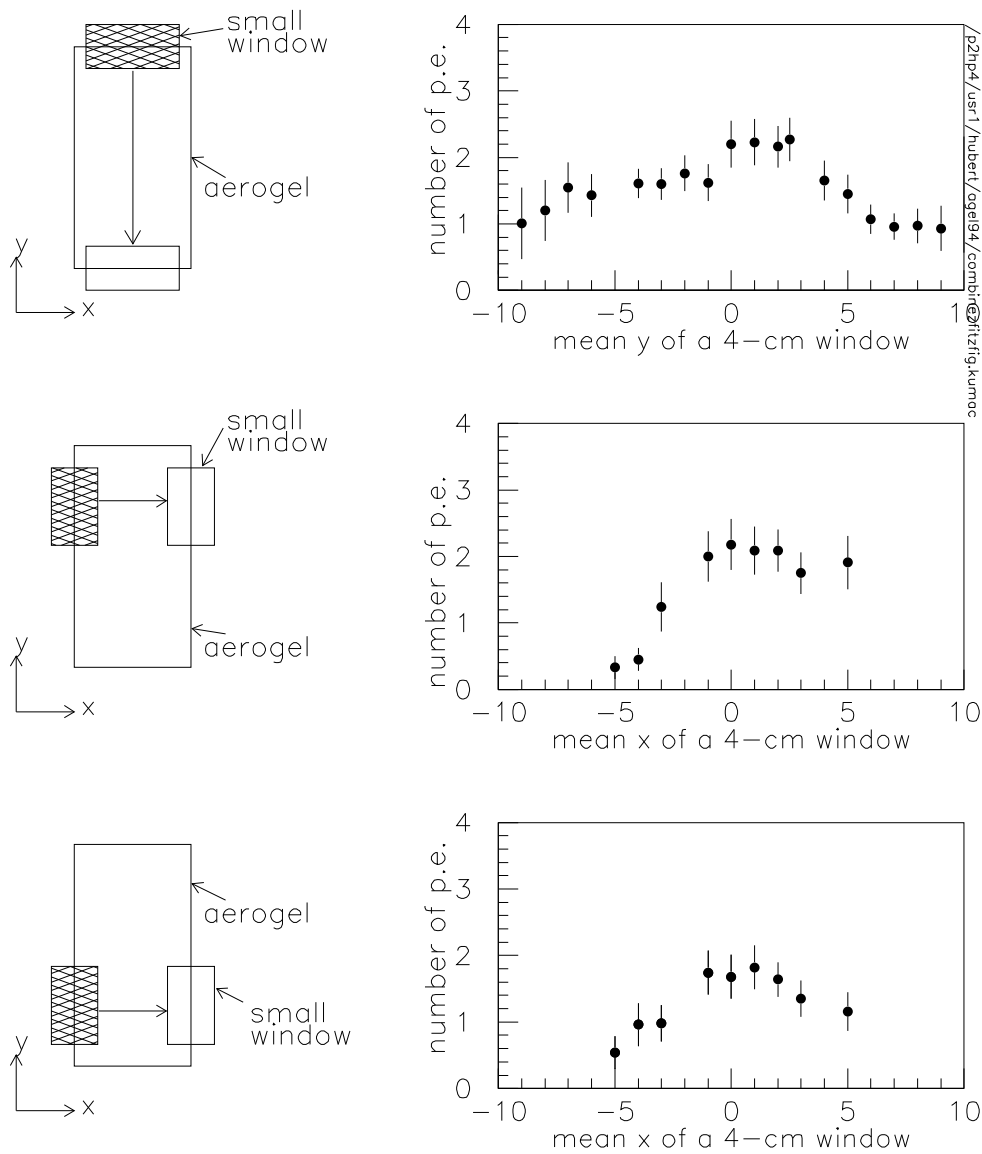 small
window
aerogel
y
x
number of p.e.
4
3
2
1
0
−10 −5 0 5 10
mean y of a 4−cm window
/p2hp4/usr1/hubert/agel94/combine2fitzfig.kumac
small
window
aerogel
y
x
number of p.e.
4
3
2
1
0
−10 −5 0 5 10
mean x of a 4−cm window
aerogel
small
window
y
x
number of p.e.
4
3
2
1
0
−10 −5 0 5 10
mean x of a 4−cm window